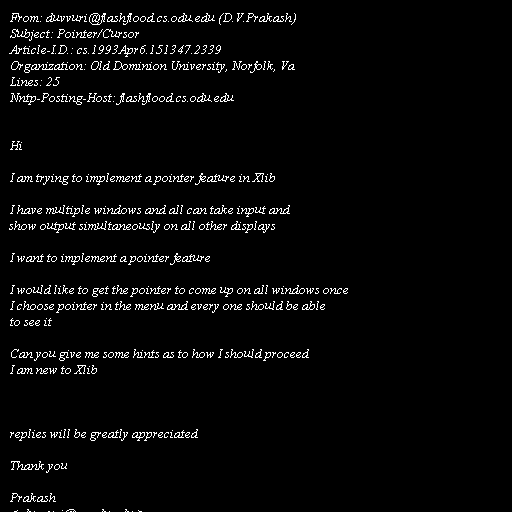 From: duvvuri@flashflood.cs.odu.edu (D.V.Prakash)
Subject: Pointer/Cursor
Article-I.D.: cs.1993Apr6.151347.2339
Organization: Old Dominion University, Norfolk, Va
Lines: 25
Nntp-Posting-Host: flashflood.cs.odu.edu
Hi
I am trying to implement a pointer feature in Xlib
I have multiple windows and all can take input and
show output simultaneously on all other displays
I want to implement a pointer feature
I would like to get the pointer to come up on all windows once
I choose pointer in the menu and every one should be able
to see it
Can you give me some hints as to how I should proceed
I am new to Xlib
replies will be greatly appreciated
Thank you
Prakash